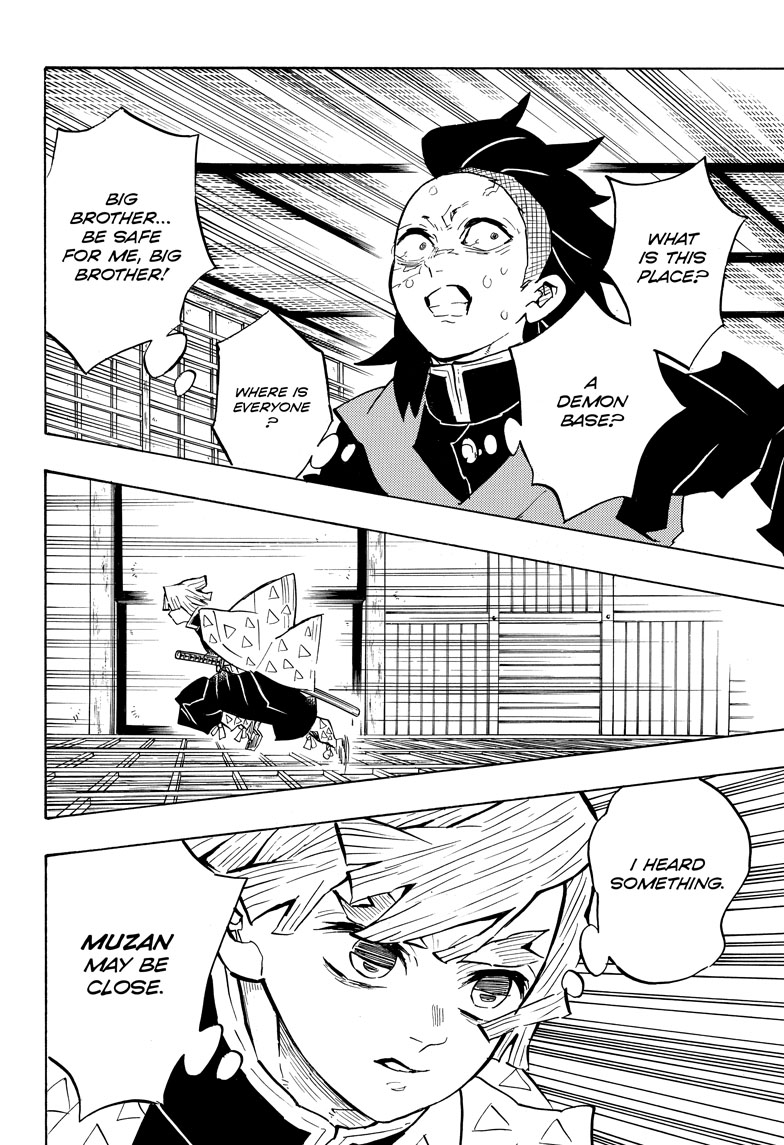 WHAT
IS THIS
PLACE?
A
DEMON
BASE?
WHERE IS
EVERYONE
?
BIG
BROTHER...
BE SAFE
FOR ME, BIG
BROTHER!
I HEARD
SOMETHING.
MUZAN
MAY BE
CLOSE.